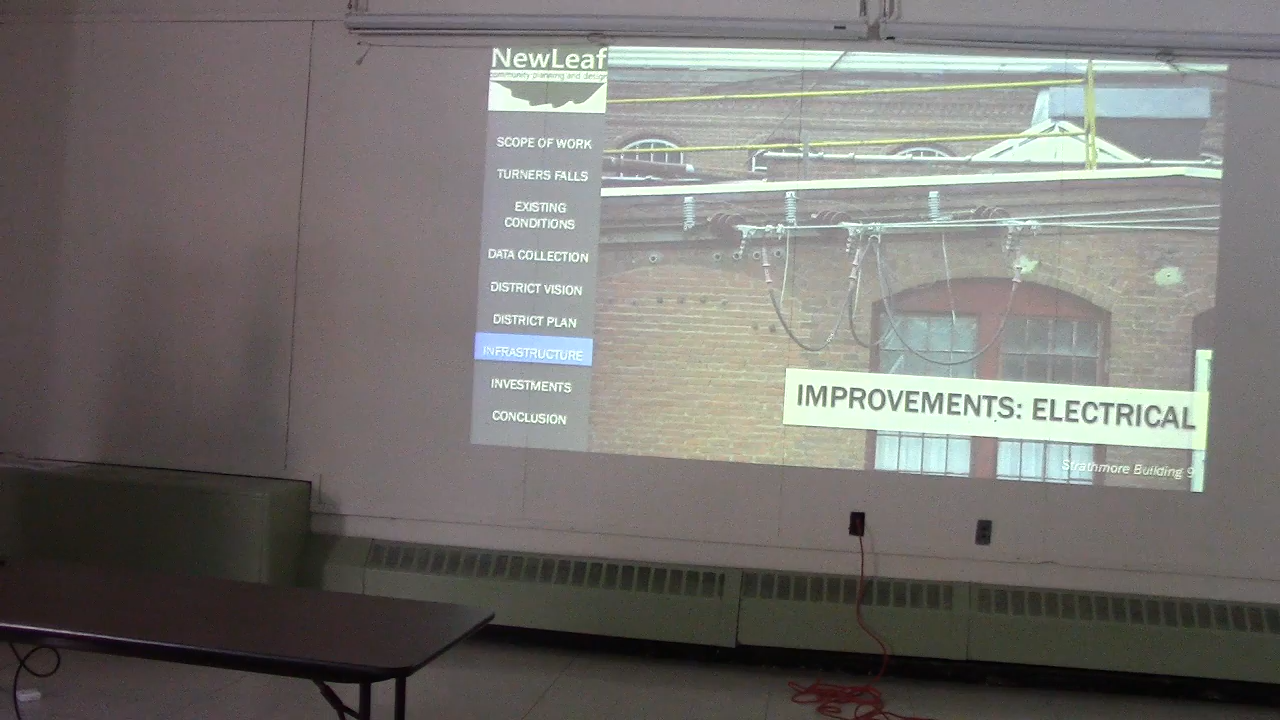 NewLeaf
community planning and design
SCOPE OF WORK
TURNERS FALLS
EXISTING
CONDITIONS
DATA COLLECTION
DISTRICT VISION
DISTRICT PLAN
INFRASTRUCTURE
INVESTMENTS
CONCLUSION
IMPROVEMENTS: ELECTRICAL
Strathmore Building 9